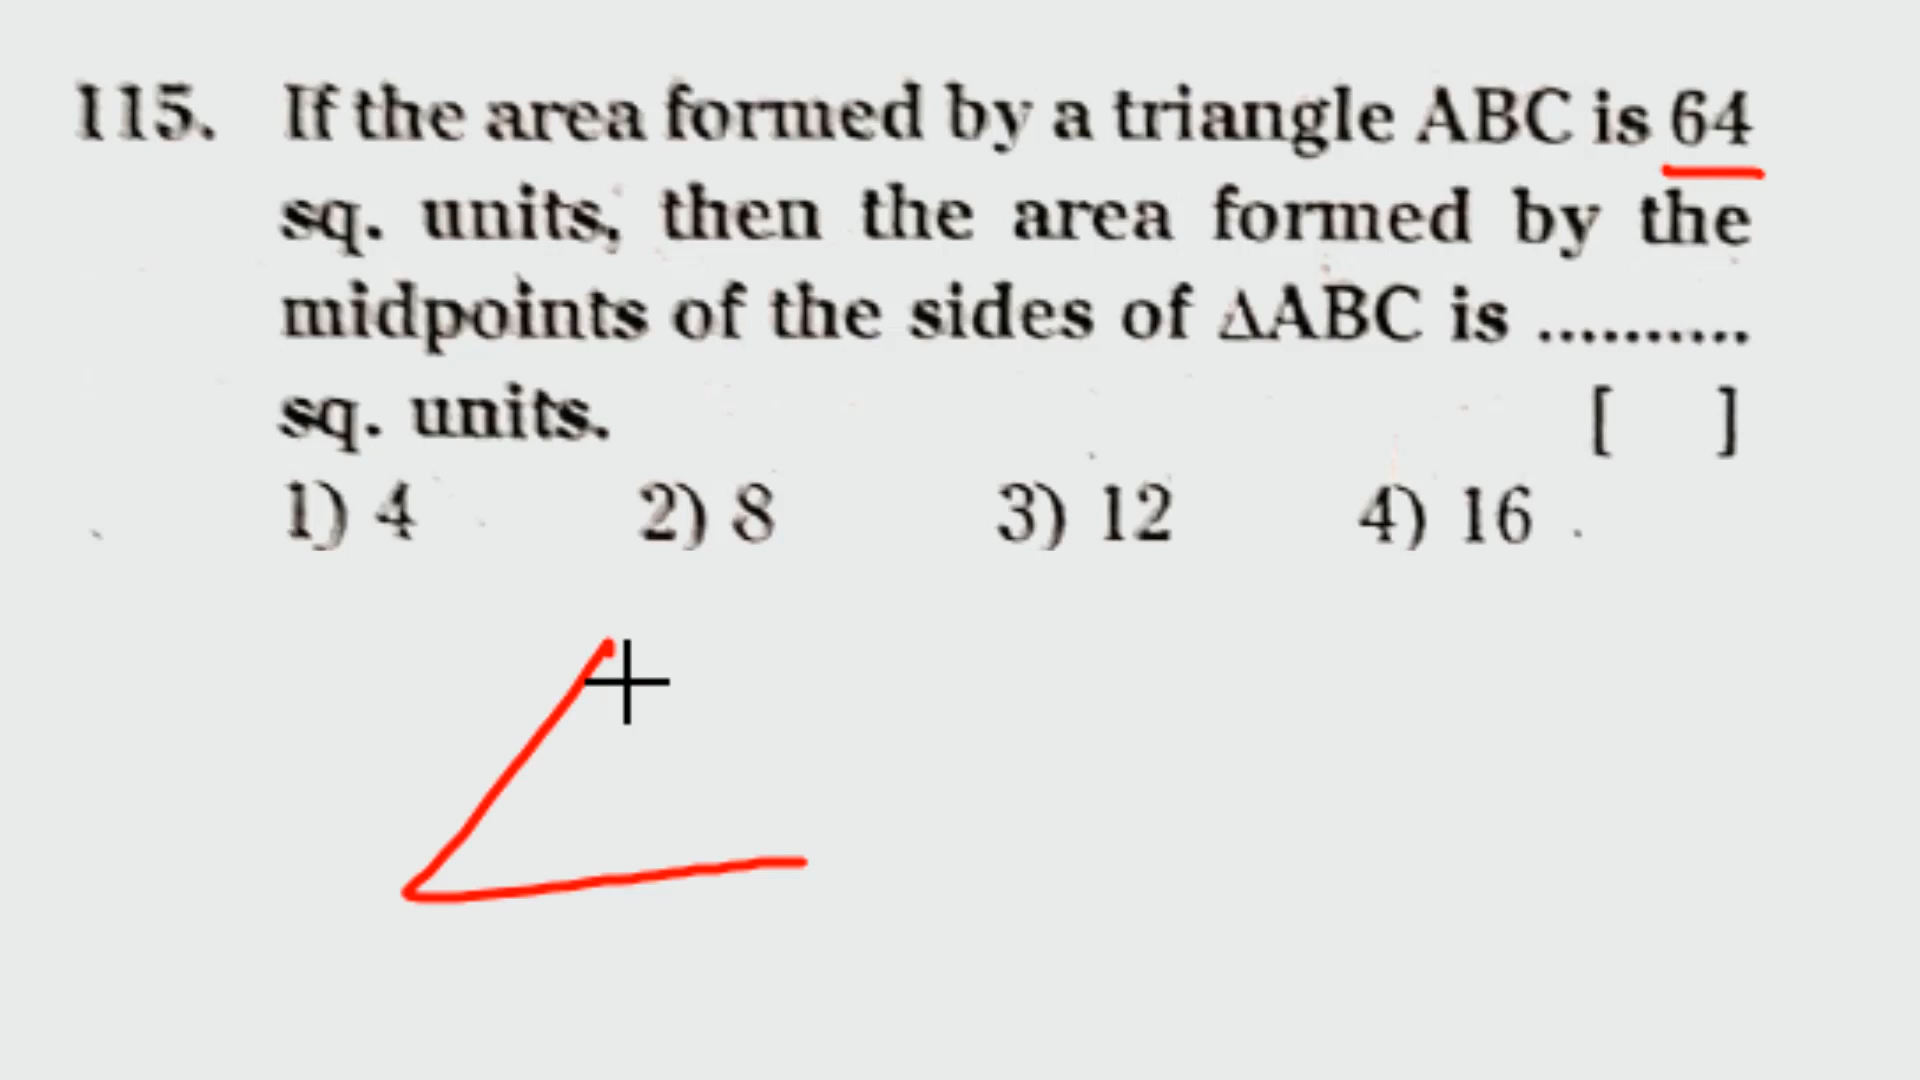 115. If the area formed by a triangle ABC is 64
sq. units, then the area formed by the
midpoints of the sides of ΔABC is ..........
sq. units. [ ]
1) 4 2) 8 3) 12 4) 16